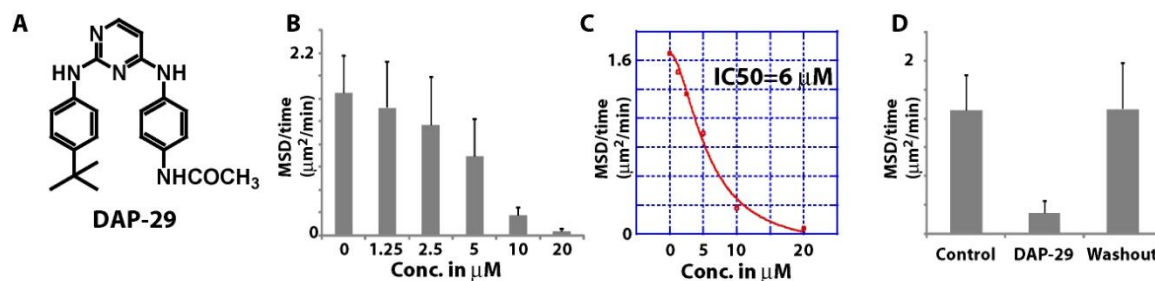 A
N
N
NH
NH
NHCOCH3
DAP-29
B
2.2
0
MSD/time
(μm²/min)
0 1.25 2.5 5 10 20
Conc. in μM
C
1.6
0
MSD/time
(μm²/min)
IC50=6 μM
0 5 10 20
Conc. in μM
D
2
0
MSD/time
(μm²/min)
Control DAP-29 Washout